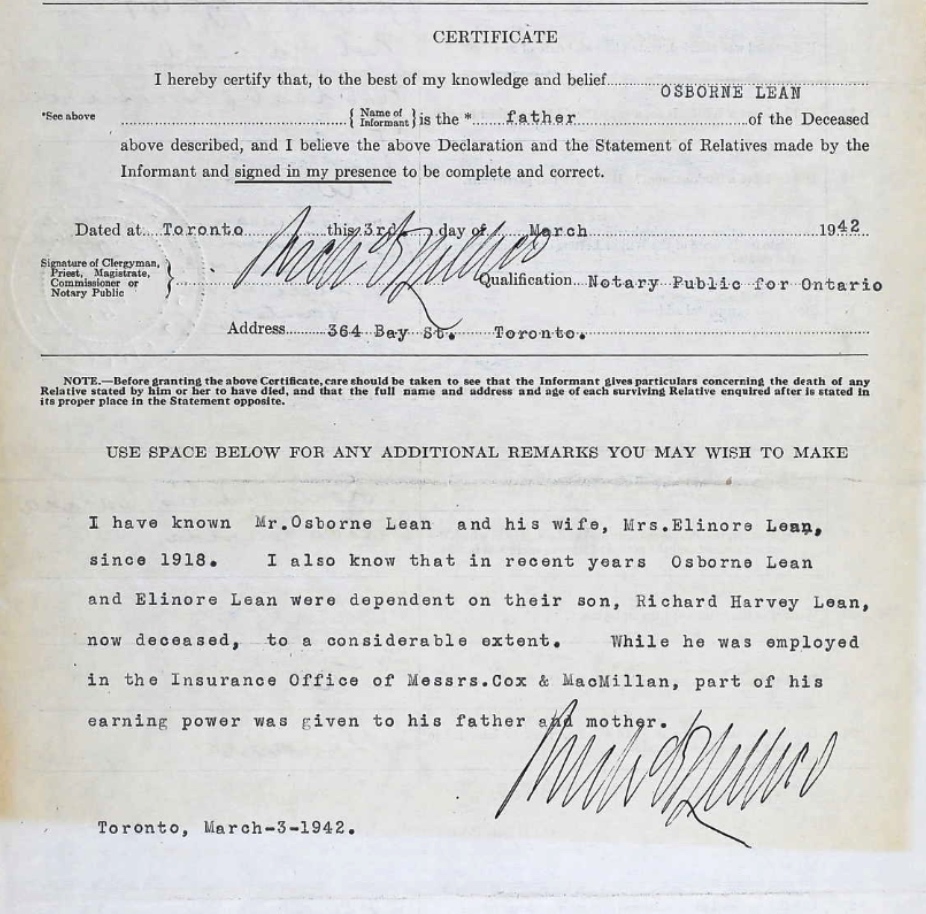 CERTIFICATE
I hereby certify that, to the best of my knowledge and belief OSBORNE LEAN
*See above { Name of Informant } is the * father of the Deceased
above described, and I believe the above Declaration and the Statement of Relatives made by the
Informant and signed in my presence to be complete and correct.
Dated at Toronto this 3rd. day of March 1942
Signature of Clergyman,
Priest, Magistrate,
Commissioner or
Notary Public
Qualification Notary Public for Ontario
Address 364 Bay St. Toronto.
NOTE.—Before granting the above Certificate, care should be taken to see that the Informant gives particulars concerning the death of any
Relative stated by him or her to have died, and that the full name and address and age of each surviving Relative enquired after is stated in
its proper place in the Statement opposite.
USE SPACE BELOW FOR ANY ADDITIONAL REMARKS YOU MAY WISH TO MAKE
I have known Mr.Osborne Lean and his wife, Mrs.Elinore Lean,
since 1918. I also know that in recent years Osborne Lean
and Elinore Lean were dependent on their son, Richard Harvey Lean,
now deceased, to a considerable extent. While he was employed
in the Insurance Office of Messrs.Cox & MacMillan, part of his
earning power was given to his father and mother.
Toronto, March-3-1942.